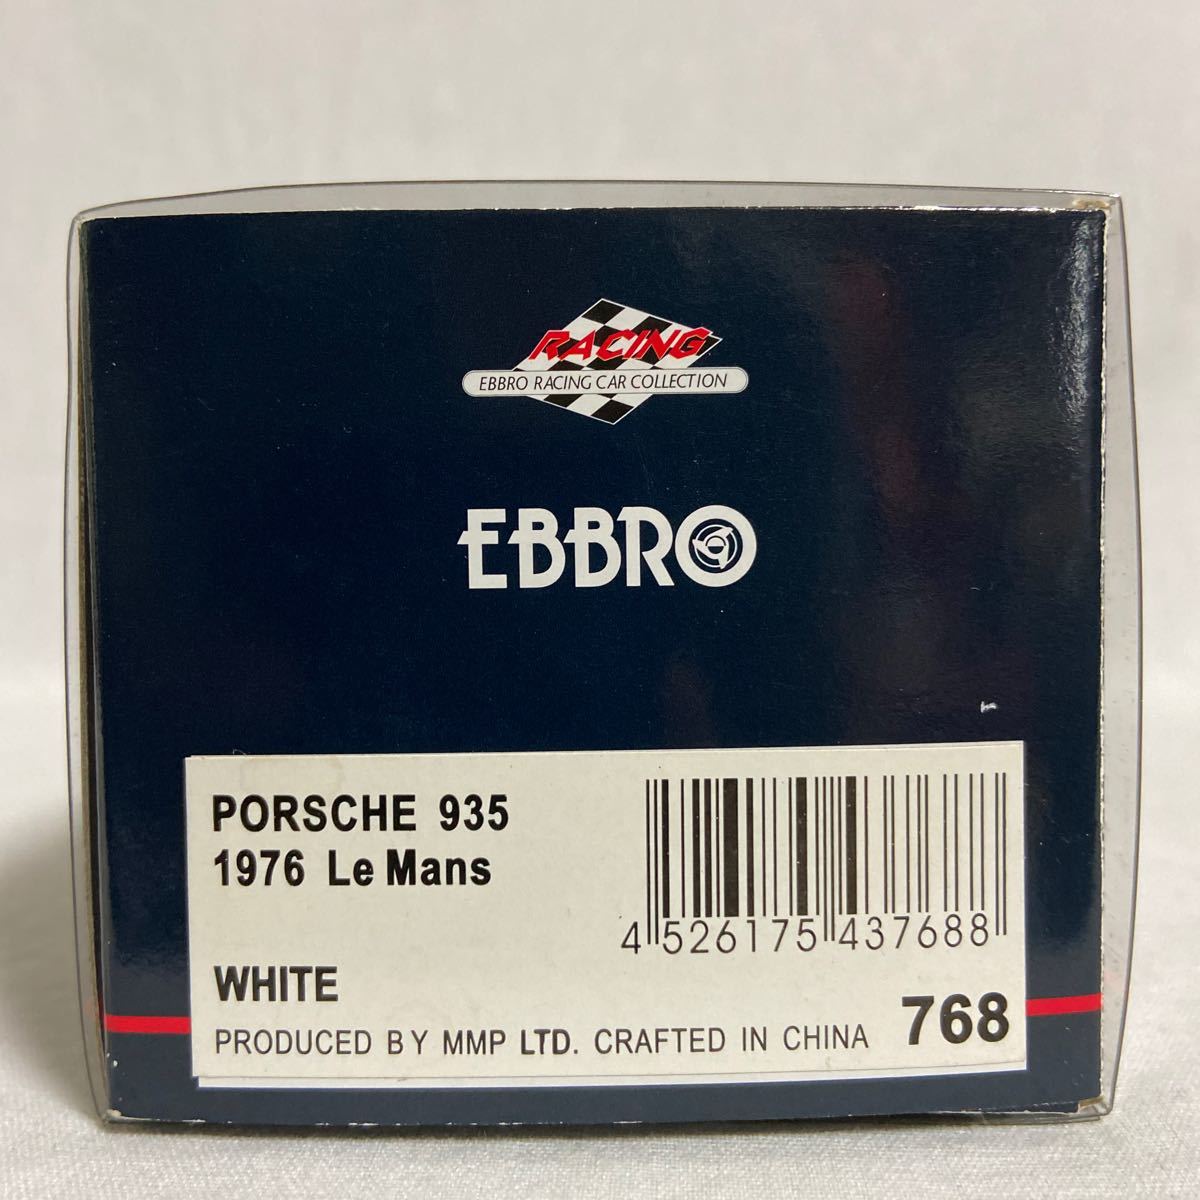 RACING
EBBRO RACING CAR COLLECTION
EBBRO
PORSCHE 935
1976 Le Mans
4 526175 437688
WHITE
PRODUCED BY MMP LTD. CRAFTED IN CHINA 768